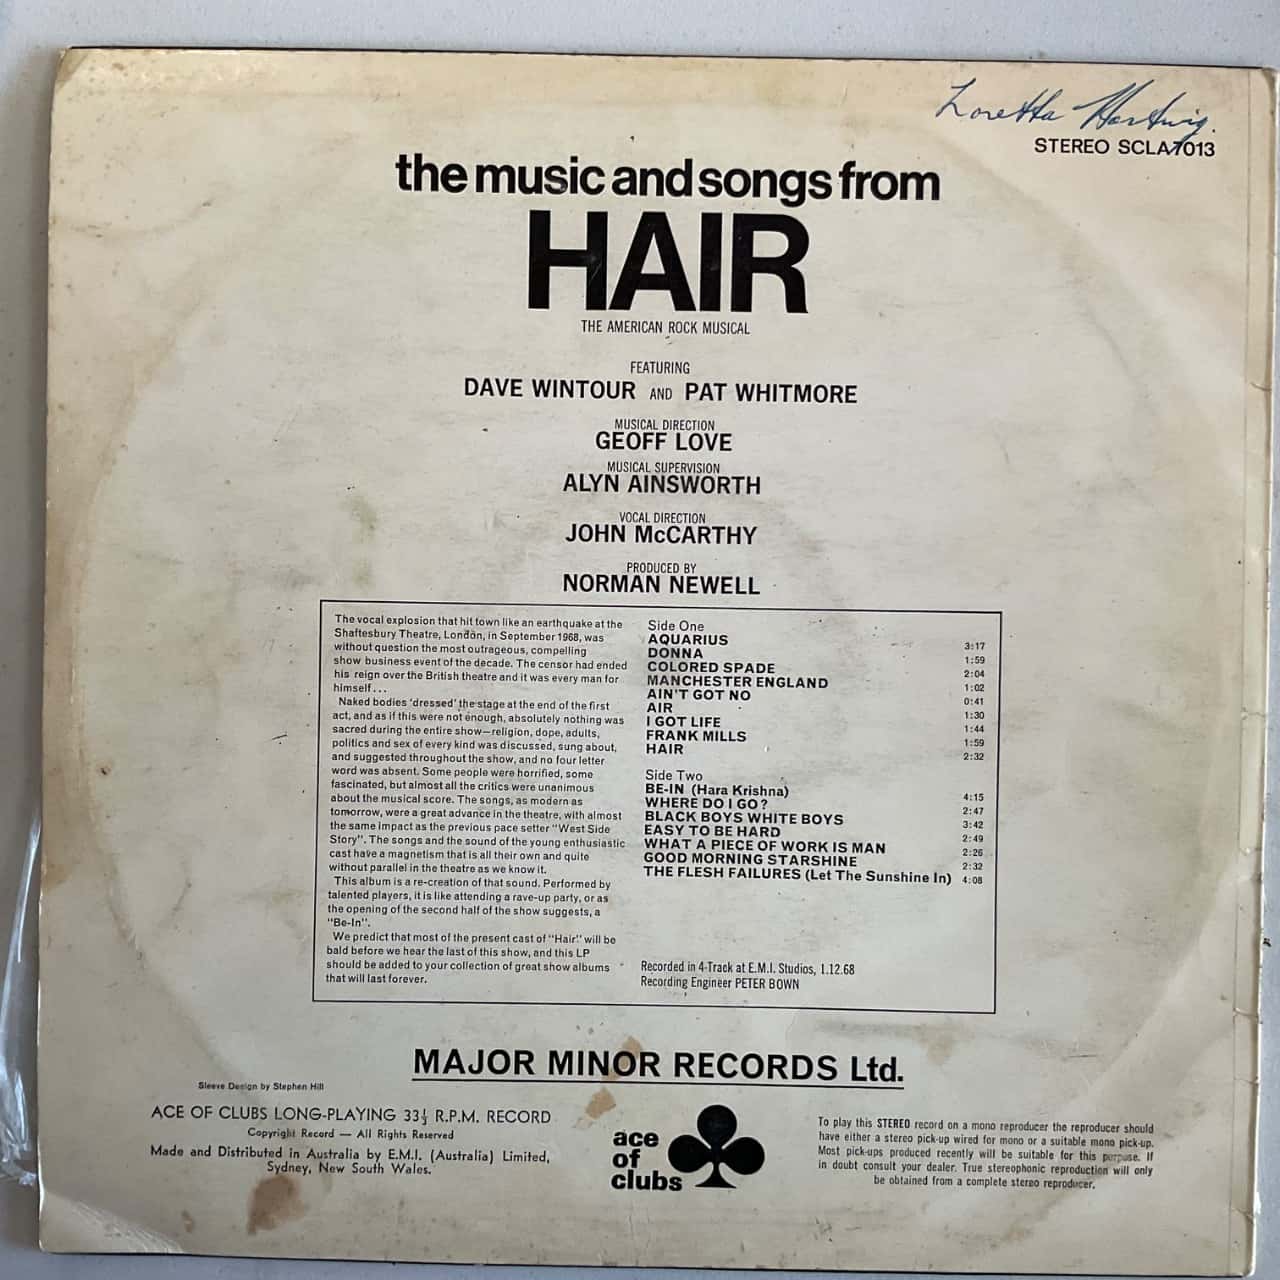 Loretta Hartwig.
STEREO SCLA7013
the music and songs from
HAIR
THE AMERICAN ROCK MUSICAL
FEATURING
DAVE WINTOUR AND PAT WHITMORE
MUSICAL DIRECTION
GEOFF LOVE
MUSICAL SUPERVISION
ALYN AINSWORTH
VOCAL DIRECTION
JOHN McCARTHY
PRODUCED BY
NORMAN NEWELL
The vocal explosion that hit town like an earthquake at the
Shaftesbury Theatre, London, in September 1968, was
without question the most outrageous, compelling
show business event of the decade. The censor had ended
his reign over the British theatre and it was every man for
himself...
Naked bodies 'dressed' the stage at the end of the first
act, and as if this were not enough, absolutely nothing was
sacred during the entire show—religion, dope, adults,
politics and sex of every kind was discussed, sung about,
and suggested throughout the show, and no four letter
word was absent. Some people were horrified, some
fascinated, but almost all the critics were unanimous
about the musical score. The songs, as modern as
tomorrow, were a great advance in the theatre, with almost
the same impact as the previous pace setter "West Side
Story". The songs and the sound of the young enthusiastic
cast have a magnetism that is all their own and quite
without parallel in the theatre as we know it.
This album is a re-creation of that sound. Performed by
talented players, it is like attending a rave-up party, or as
the opening of the second half of the show suggests, a
"Be-In".
We predict that most of the present cast of "Hair" will be
bald before we hear the last of this show, and this LP
should be added to your collection of great show albums
that will last forever.
Side One
AQUARIUS 3:17
DONNA 1:59
COLORED SPADE 2:04
MANCHESTER ENGLAND 1:02
AIN'T GOT NO 0:41
AIR 1:30
I GOT LIFE 1:44
FRANK MILLS 1:59
HAIR 2:32
Side Two
BE-IN (Hara Krishna) 4:15
WHERE DO I GO? 2:47
BLACK BOYS WHITE BOYS 3:42
EASY TO BE HARD 2:49
WHAT A PIECE OF WORK IS MAN 2:26
GOOD MORNING STARSHINE 2:32
THE FLESH FAILURES (Let The Sunshine In) 4:08
Recorded in 4-Track at E.M.I. Studios, 1.12.68
Recording Engineer PETER BOWN
MAJOR MINOR RECORDS Ltd.
Sleeve Design by Stephen Hill
ACE OF CLUBS LONG-PLAYING 33⅓ R.P.M. RECORD
Copyright Record — All Rights Reserved
Made and Distributed in Australia by E.M.I. (Australia) Limited,
Sydney, New South Wales.
ace
of
clubs
To play this STEREO record on a mono reproducer the reproducer should
have either a stereo pick-up wired for mono or a suitable mono pick-up.
Most pick-ups produced recently will be suitable for this purpose. If
in doubt consult your dealer. True stereophonic reproduction will only
be obtained from a complete stereo reproducer.